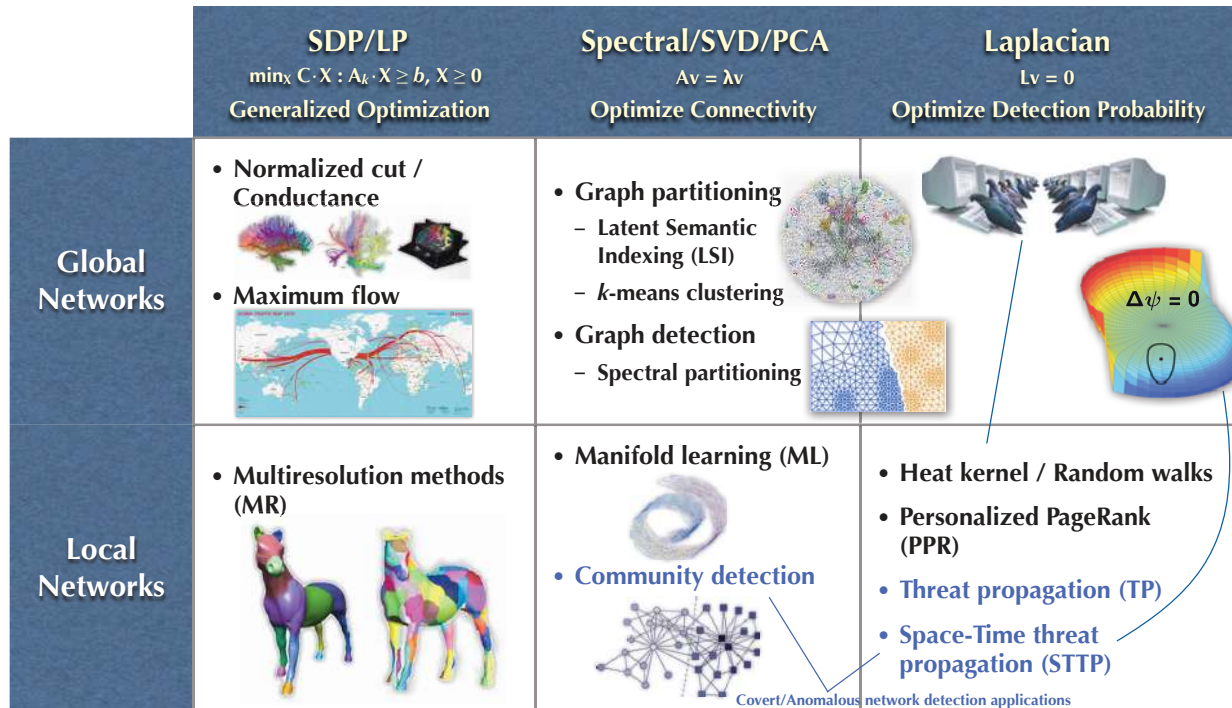 SDP/LP
min_X C·X : A_k·X ≥ b, X ≥ 0
Generalized Optimization
Spectral/SVD/PCA
Av = λv
Optimize Connectivity
Laplacian
Lv = 0
Optimize Detection Probability
Global
Networks
• Normalized cut /
Conductance
• Maximum flow
• Graph partitioning
– Latent Semantic
Indexing (LSI)
– k-means clustering
• Graph detection
– Spectral partitioning
Δψ = 0
Local
Networks
• Multiresolution methods
(MR)
• Manifold learning (ML)
• Community detection
• Heat kernel / Random walks
• Personalized PageRank
(PPR)
• Threat propagation (TP)
• Space-Time threat
propagation (STTP)
Covert/Anomalous network detection applications